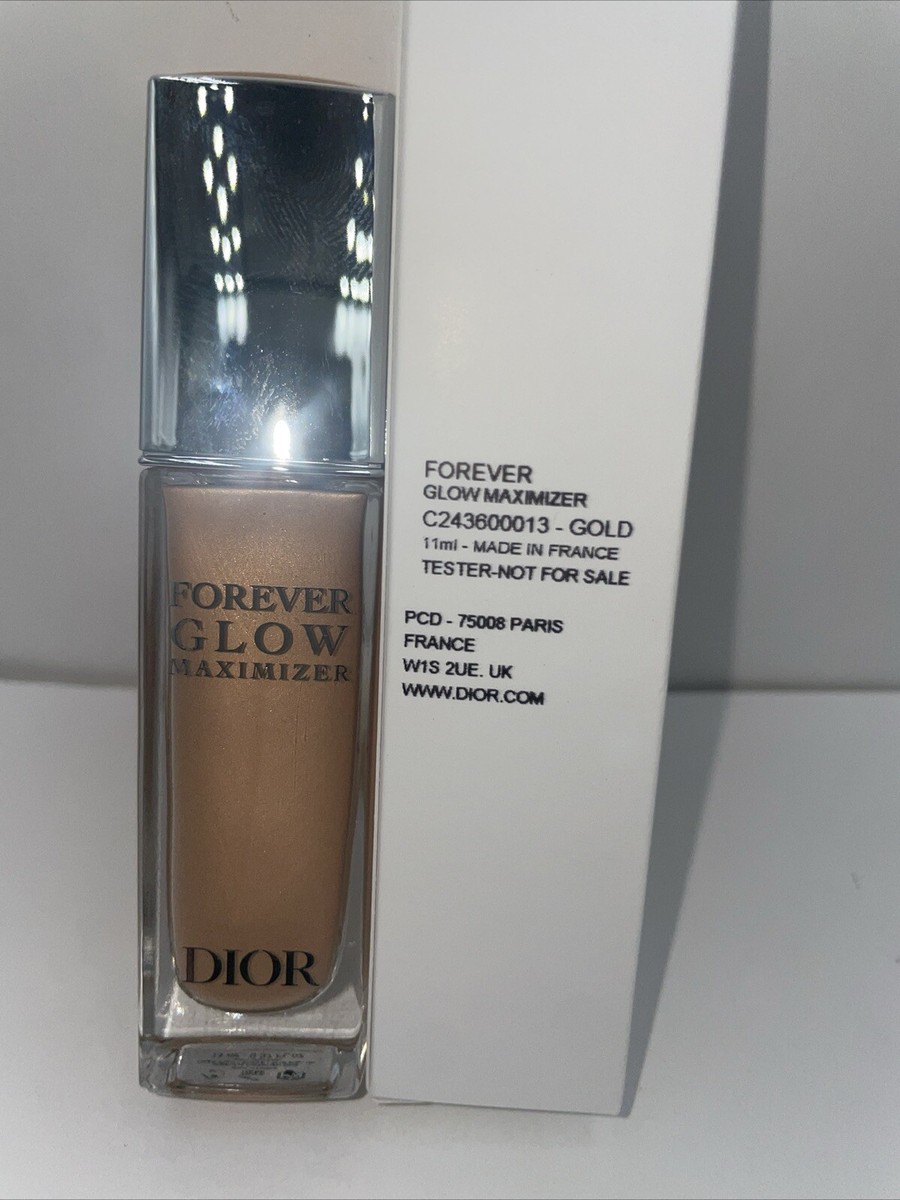 FOREVER
GLOW
MAXIMIZER
DIOR
FOREVER
GLOW MAXIMIZER
C243600013 - GOLD
11ml - MADE IN FRANCE
TESTER-NOT FOR SALE
PCD - 75008 PARIS
FRANCE
W1S 2UE. UK
WWW.DIOR.COM